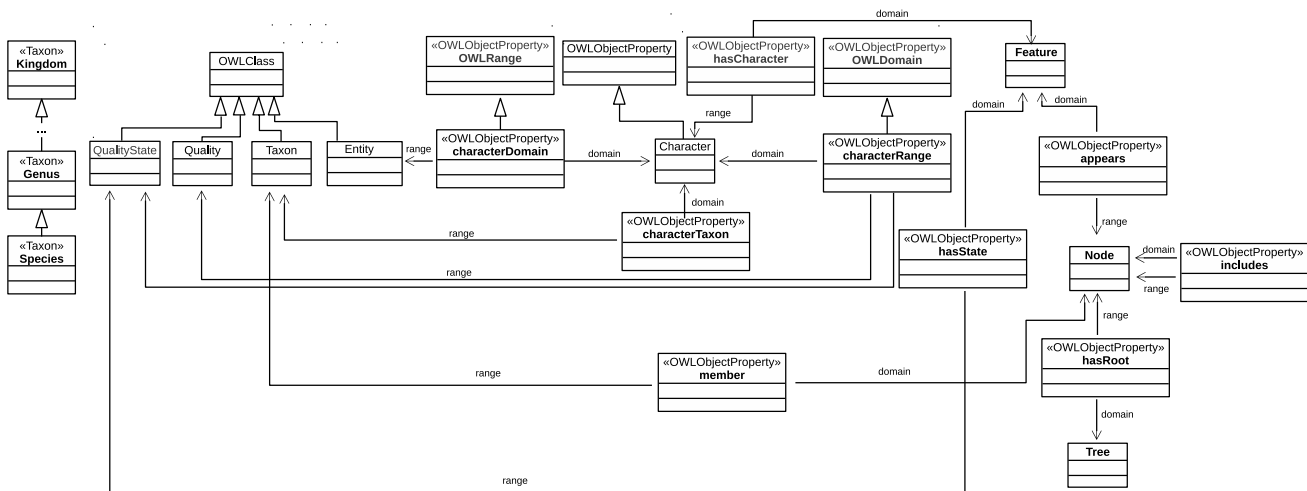 domain
«OWLObjectProperty»
OWLRange
OWLObjectProperty
«OWLObjectProperty»
hasCharacter
«OWLObjectProperty»
OWLDomain
Feature
«Taxon»
Kingdom
OWLClass
domain
domain
range
...
QualityState
Quality
Taxon
Entity
range
«OWLObjectProperty»
characterDomain
domain
Character
domain
«OWLObjectProperty»
characterRange
«OWLObjectProperty»
appears
«Taxon»
Genus
domain
«OWLObjectProperty»
characterTaxon
range
«OWLObjectProperty»
hasState
range
«Taxon»
Species
range
Node
domain
range
«OWLObjectProperty»
includes
range
«OWLObjectProperty»
member
range
domain
«OWLObjectProperty»
hasRoot
domain
Tree
range